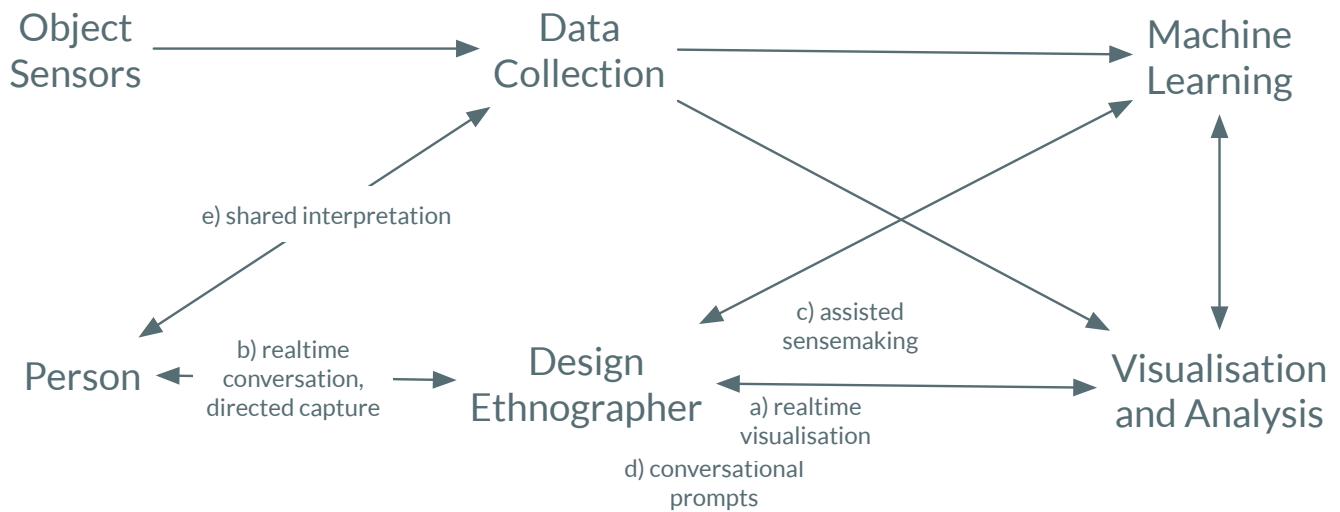 Object
Sensors
Data
Collection
Machine
Learning
e) shared interpretation
c) assisted
sensemaking
Person
b) realtime
conversation,
directed capture
Design
Ethnographer
a) realtime
visualisation
Visualisation
and Analysis
d) conversational
prompts